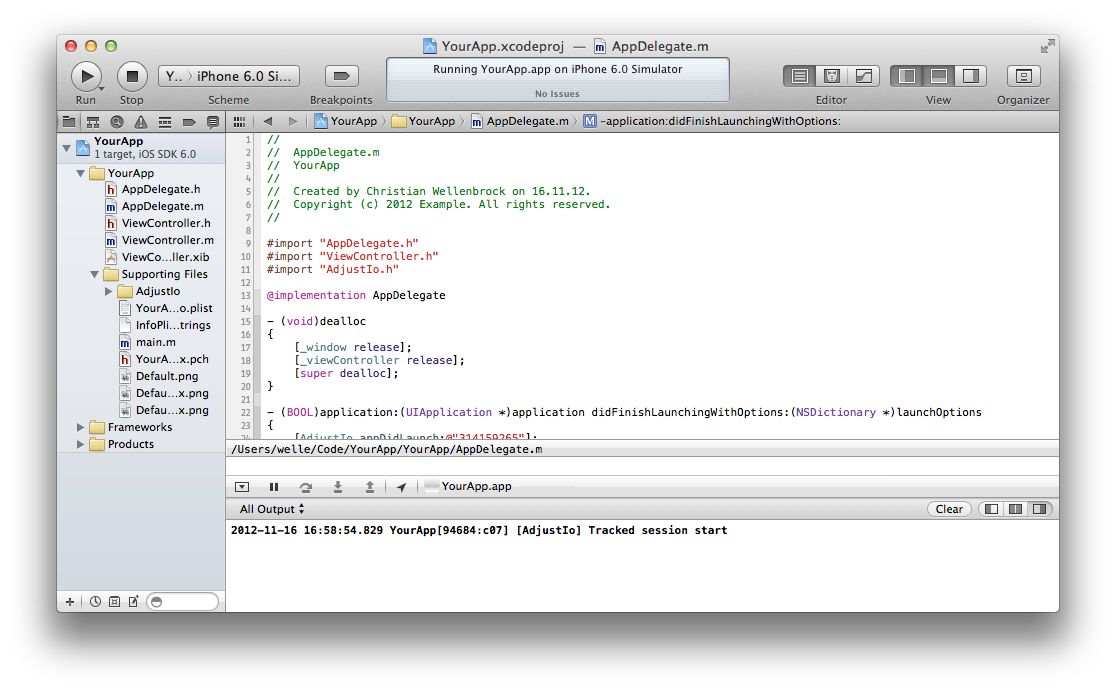 YourApp.xcodeproj — AppDelegate.m
Y.. 〉 iPhone 6.0 Si...
Running YourApp.app on iPhone 6.0 Simulator
No Issues
Run Stop Scheme Breakpoints Editor View Organizer
YourApp 〉 YourApp 〉 AppDelegate.m 〉 M -application:didFinishLaunchingWithOptions:
YourApp
1 target, iOS SDK 6.0
YourApp
h AppDelegate.h
m AppDelegate.m
h ViewController.h
m ViewController.m
ViewCo...ller.xib
Supporting Files
AdjustIo
YourA...o.plist
InfoPli...trings
m main.m
h YourA...x.pch
Default.png
Defau...x.png
Defau...x.png
Frameworks
Products
1 //
2 // AppDelegate.m
3 // YourApp
4 //
5 // Created by Christian Wellenbrock on 16.11.12.
6 // Copyright (c) 2012 Example. All rights reserved.
7 //
8
9 #import "AppDelegate.h"
10 #import "ViewController.h"
11 #import "AdjustIo.h"
12
13 @implementation AppDelegate
14
15 - (void)dealloc
16 {
17 [_window release];
18 [_viewController release];
19 [super dealloc];
20 }
21
22 - (BOOL)application:(UIApplication *)application didFinishLaunchingWithOptions:(NSDictionary *)launchOptions
23 {
24 [AdjustIo appDidLaunch:@"314159265"];
/Users/welle/Code/YourApp/YourApp/AppDelegate.m
YourApp.app
All Output Clear
2012-11-16 16:58:54.829 YourApp[94684:c07] [AdjustIo] Tracked session start